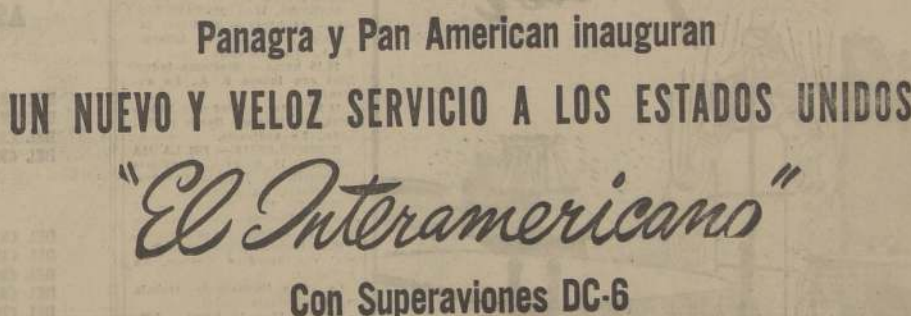 Panagra y Pan American inauguran
UN NUEVO Y VELOZ SERVICIO A LOS ESTADOS UNIDOS
"El Interamericano"
Con Superaviones DC-6